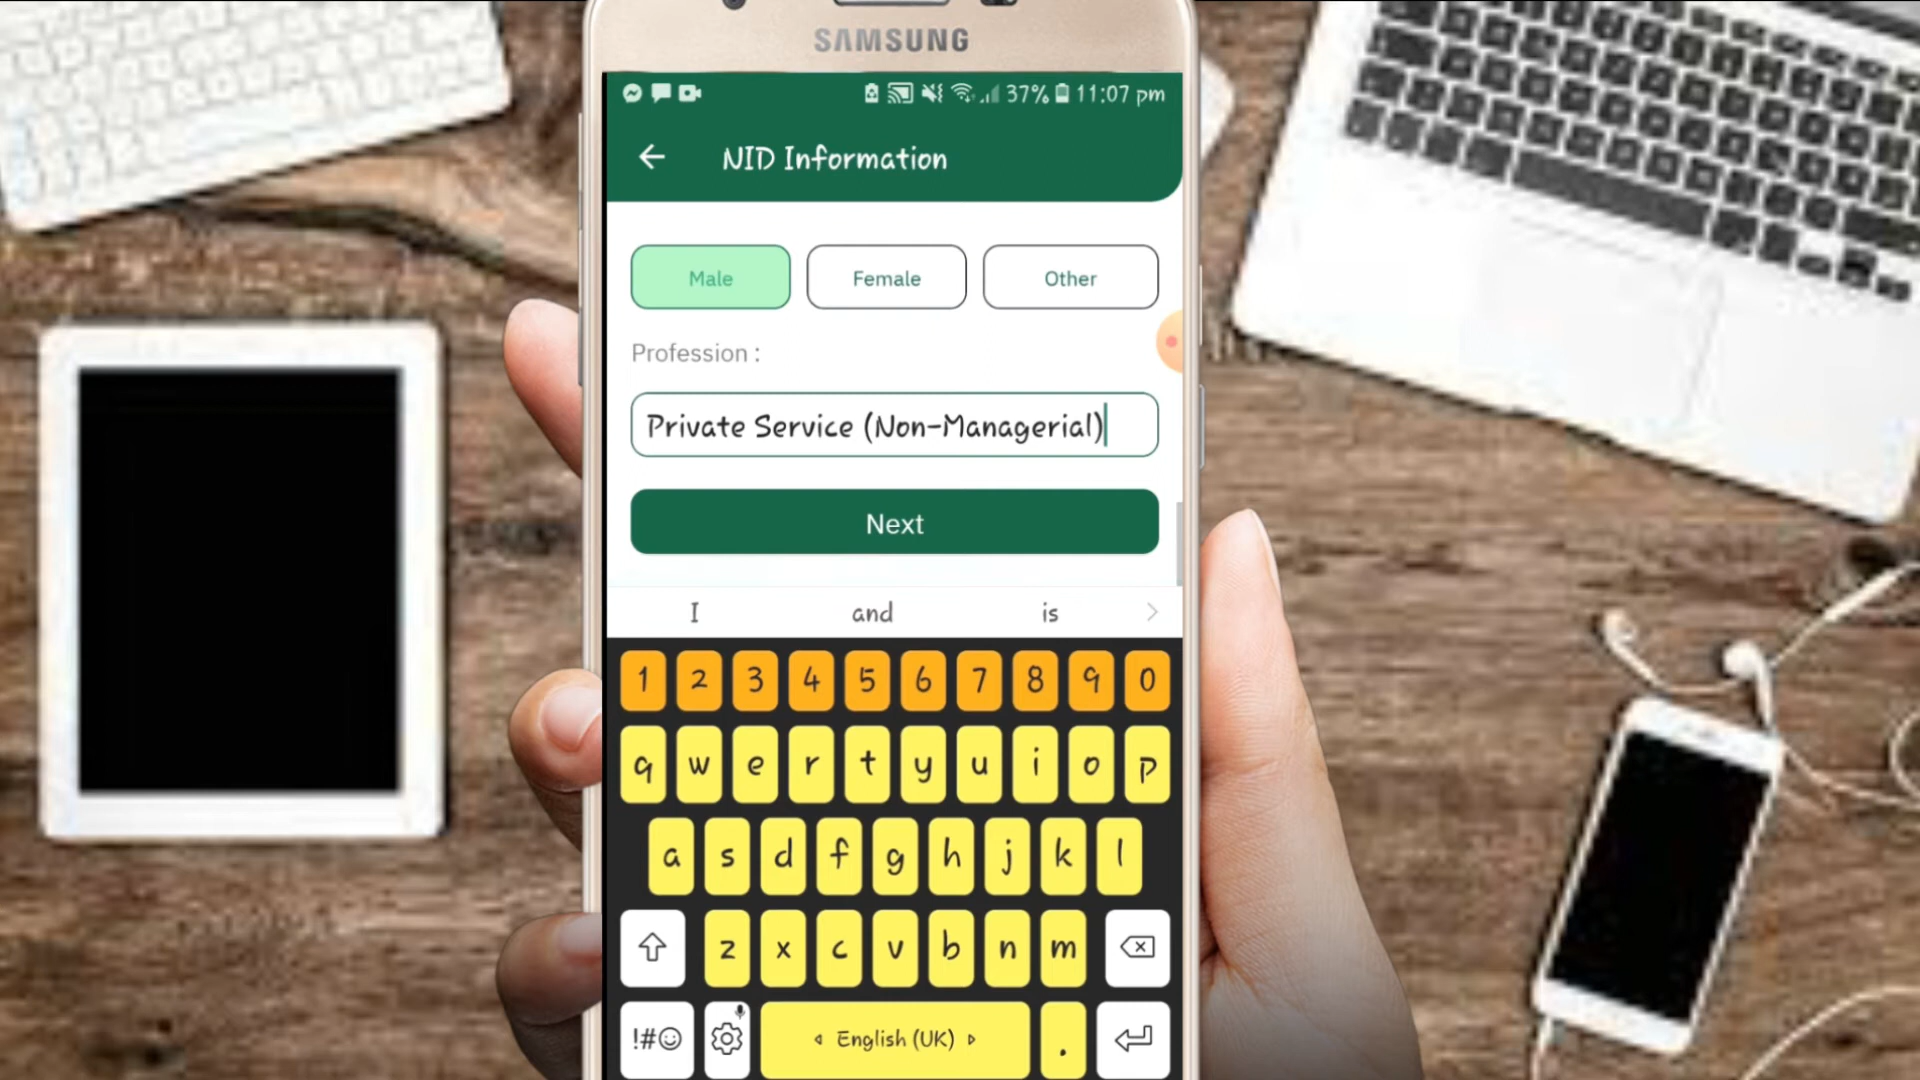 SAMSUNG
37% 11:07 pm
NID Information
Male Female Other
Profession :
Private Service (Non-Managerial)
Next
I and is
1 2 3 4 5 6 7 8 9 0
q w e r t y u i o p
a s d f g h j k l
z x c v b n m
!#☺ English (UK) .